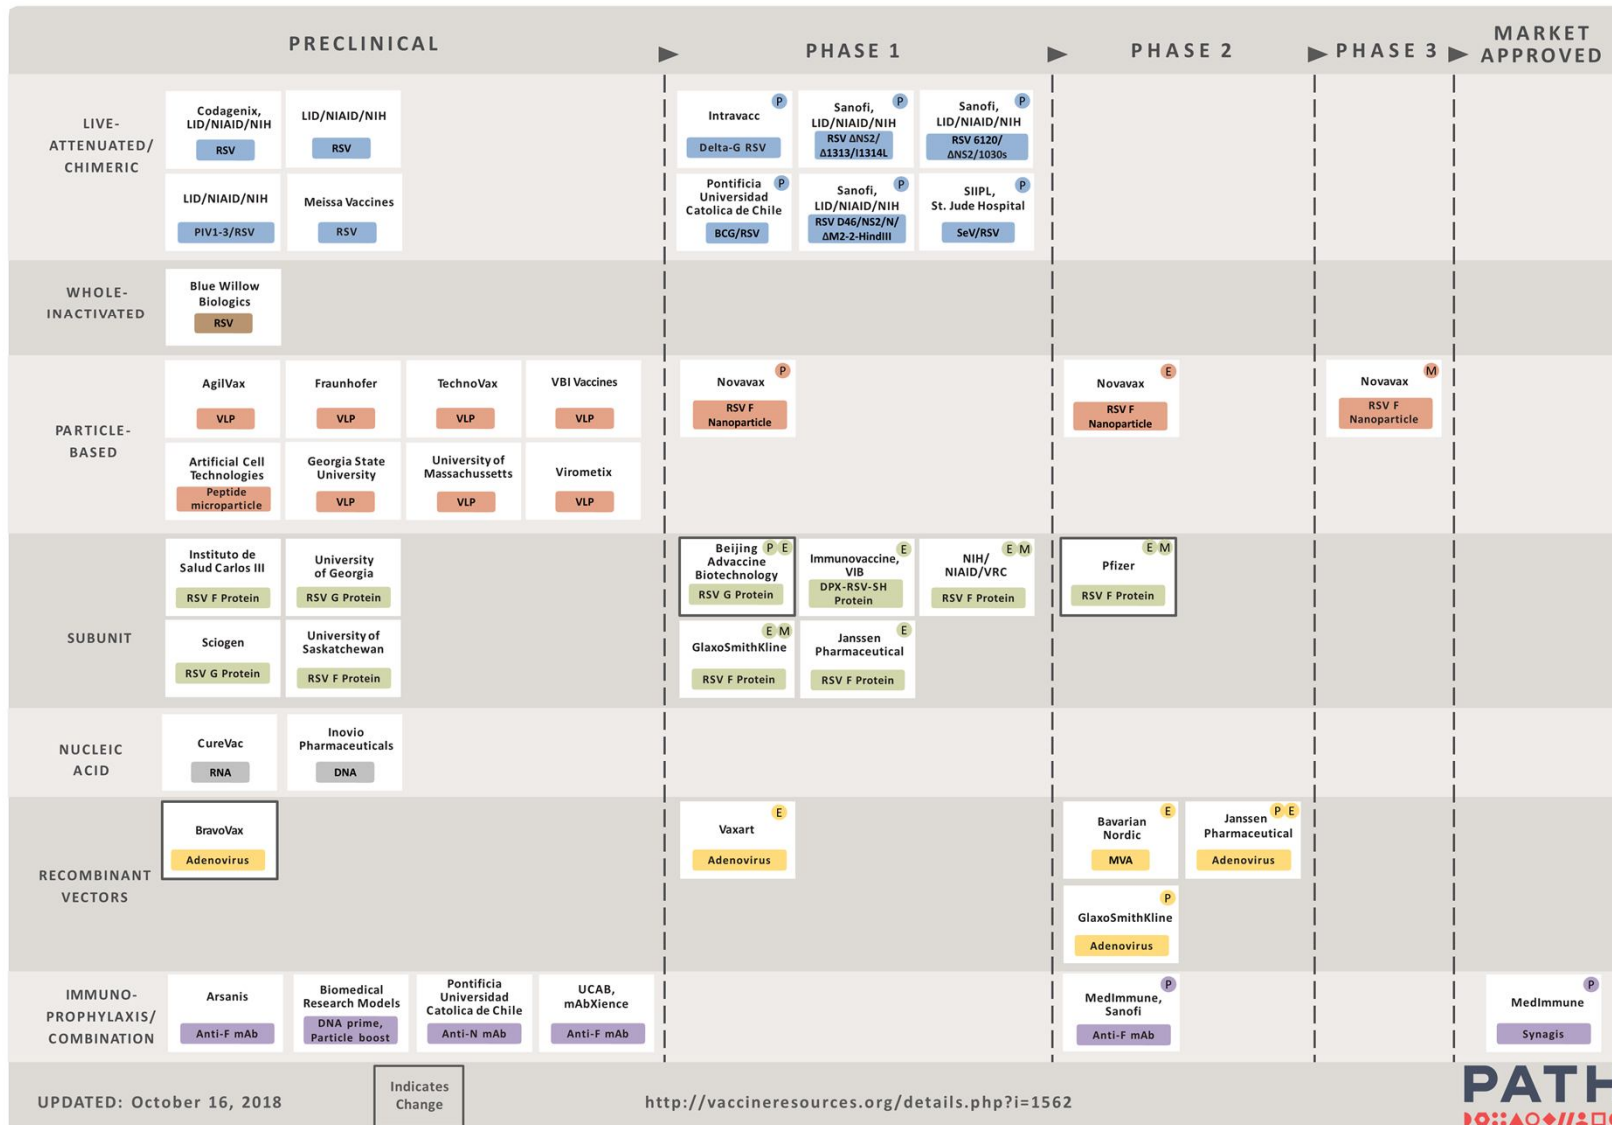 PRECLINICAL
PHASE 1
PHASE 2
PHASE 3
MARKET
APPROVED
LIVE-
ATTENUATED/
CHIMERIC
Codagenix,
LID/NIAID/NIH
RSV
LID/NIAID/NIH
RSV
LID/NIAID/NIH
PIV1-3/RSV
Meissa Vaccines
RSV
P
Intravacc
Delta-G RSV
P
Sanofi,
LID/NIAID/NIH
RSV ΔNS2/
Δ1313/I1314L
P
Sanofi,
LID/NIAID/NIH
RSV 6120/
ΔNS2/1030s
P
Pontificia
Universidad
Catolica de Chile
BCG/RSV
P
Sanofi,
LID/NIAID/NIH
RSV D46/NS2/N/
ΔM2-2-HindIII
P
SIIPL,
St. Jude Hospital
SeV/RSV
WHOLE-
INACTIVATED
Blue Willow
Biologics
RSV
PARTICLE-
BASED
AgilVax
VLP
Fraunhofer
VLP
TechnoVax
VLP
VBI Vaccines
VLP
Artificial Cell
Technologies
Peptide
microparticle
Georgia State
University
VLP
University of
Massachussetts
VLP
Virometix
VLP
P
Novavax
RSV F
Nanoparticle
E
Novavax
RSV F
Nanoparticle
M
Novavax
RSV F
Nanoparticle
SUBUNIT
Instituto de
Salud Carlos III
RSV F Protein
University
of Georgia
RSV G Protein
Sciogen
RSV G Protein
University of
Saskatchewan
RSV F Protein
P E
Beijing
Advaccine
Biotechnology
RSV G Protein
E
Immunovaccine,
VIB
DPX-RSV-SH
Protein
E M
NIH/
NIAID/VRC
RSV F Protein
E M
GlaxoSmithKline
RSV F Protein
E
Janssen
Pharmaceutical
RSV F Protein
E M
Pfizer
RSV F Protein
NUCLEIC
ACID
CureVac
RNA
Inovio
Pharmaceuticals
DNA
RECOMBINANT
VECTORS
BravoVax
Adenovirus
E
Vaxart
Adenovirus
E
Bavarian
Nordic
MVA
P E
Janssen
Pharmaceutical
Adenovirus
P
GlaxoSmithKline
Adenovirus
IMMUNO-
PROPHYLAXIS/
COMBINATION
Arsanis
Anti-F mAb
Biomedical
Research Models
DNA prime,
Particle boost
Pontificia
Universidad
Catolica de Chile
Anti-N mAb
UCAB,
mAbXience
Anti-F mAb
P
MedImmune,
Sanofi
Anti-F mAb
P
MedImmune
Synagis
UPDATED: October 16, 2018
Indicates
Change
http://vaccineresources.org/details.php?i=1562
PATH